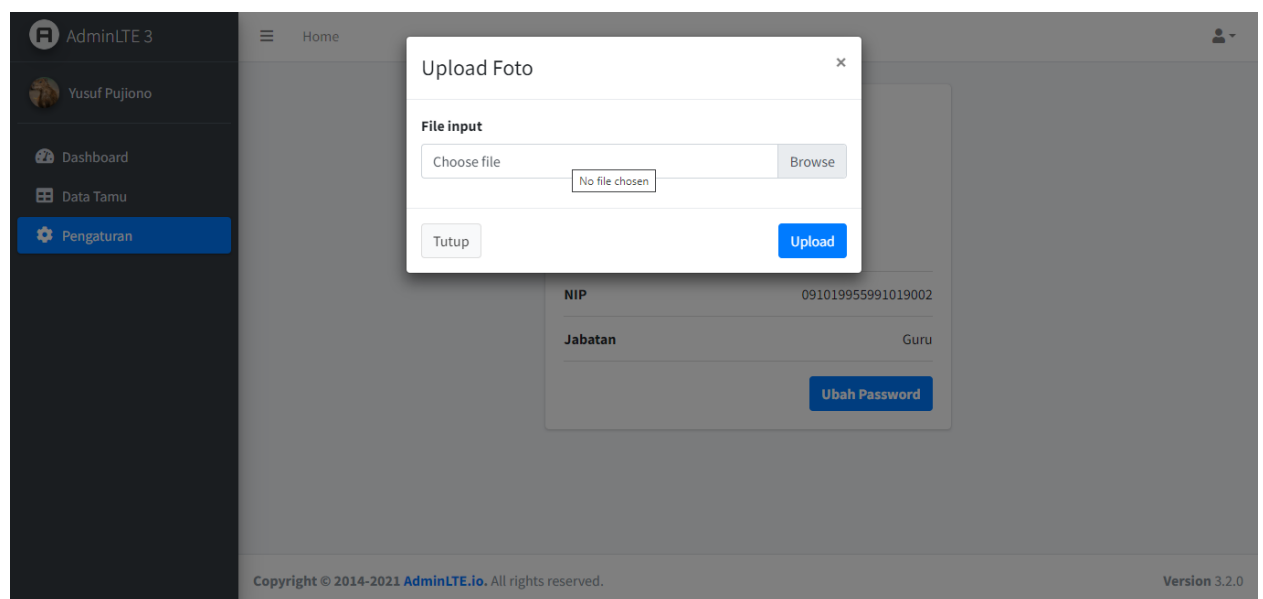 AdminLTE 3
Home
Yusuf Pujiono
Dashboard
Data Tamu
Pengaturan
Upload Foto
×
File input
Choose file
Browse
No file chosen
Tutup
Upload
NIP 091019955991019002
Jabatan Guru
Ubah Password
Copyright © 2014-2021 AdminLTE.io. All rights reserved.
Version 3.2.0